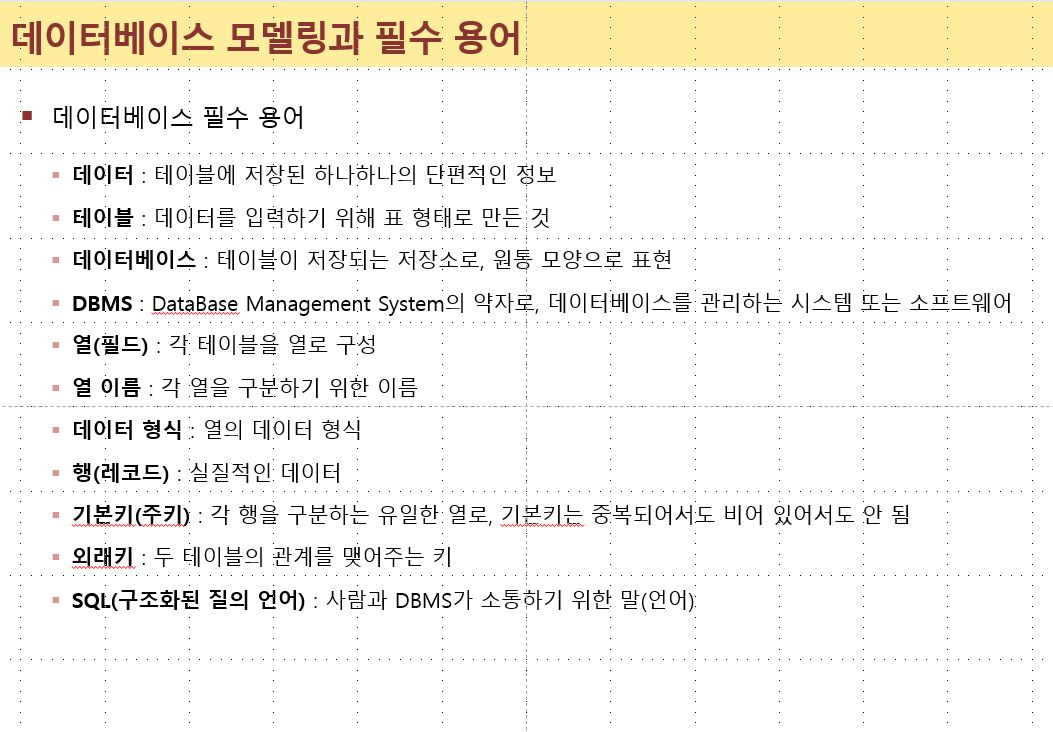 데이터베이스 모델링과 필수 용어
데이터베이스 필수 용어
데이터 : 테이블에 저장된 하나하나의 단편적인 정보
테이블 : 데이터를 입력하기 위해 표 형태로 만든 것
데이터베이스 : 테이블이 저장되는 저장소로, 원통 모양으로 표현
DBMS : DataBase Management System의 약자로, 데이터베이스를 관리하는 시스템 또는 소프트웨어
열(필드) : 각 테이블을 열로 구성
열 이름 : 각 열을 구분하기 위한 이름
데이터 형식 : 열의 데이터 형식
행(레코드) : 실질적인 데이터
기본키(주키) : 각 행을 구분하는 유일한 열로, 기본키는 중복되어서도 비어 있어서도 안 됨
외래키 : 두 테이블의 관계를 맺어주는 키
SQL(구조화된 질의 언어) : 사람과 DBMS가 소통하기 위한 말(언어)